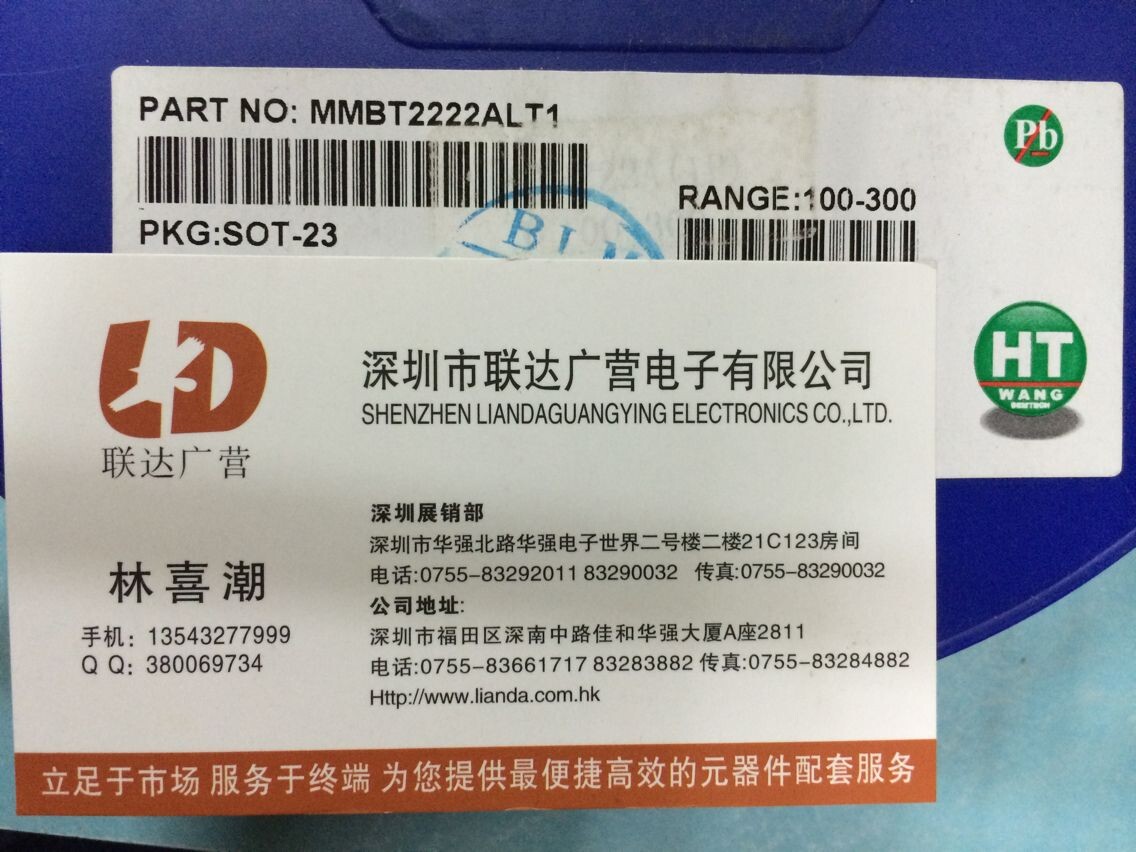 PART NO: MMBT2222ALT1
Pb
RANGE:100-300
PKG:SOT-23
HT
WANG
LD
联达广营
深圳市联达广营电子有限公司
SHENZHEN LIANDAGUANGYING ELECTRONICS CO.,LTD.
深圳展销部
深圳市华强北路华强电子世界二号楼二楼21C123房间
电话:0755-83292011 83290032 传真:0755-83290032
公司地址:
深圳市福田区深南中路佳和华强大厦A座2811
电话:0755-83661717 83283882 传真:0755-83284882
Http://www.lianda.com.hk
林喜潮
手机：13543277999
QQ：380069734
立足于市场 服务于终端 为您提供最便捷高效的元器件配套服务